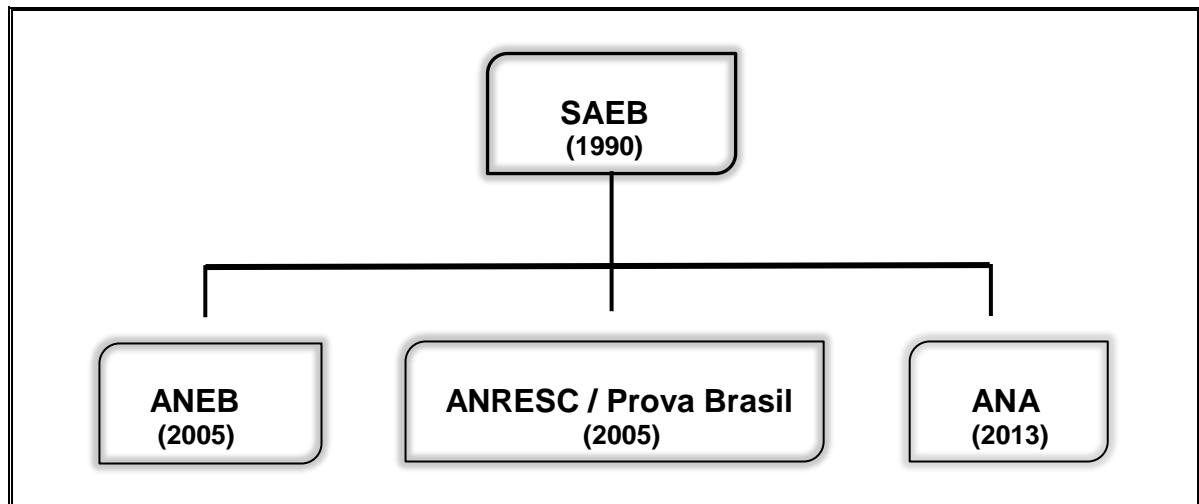 SAEB
(1990)
ANEB
(2005)
ANRESC / Prova Brasil
(2005)
ANA
(2013)